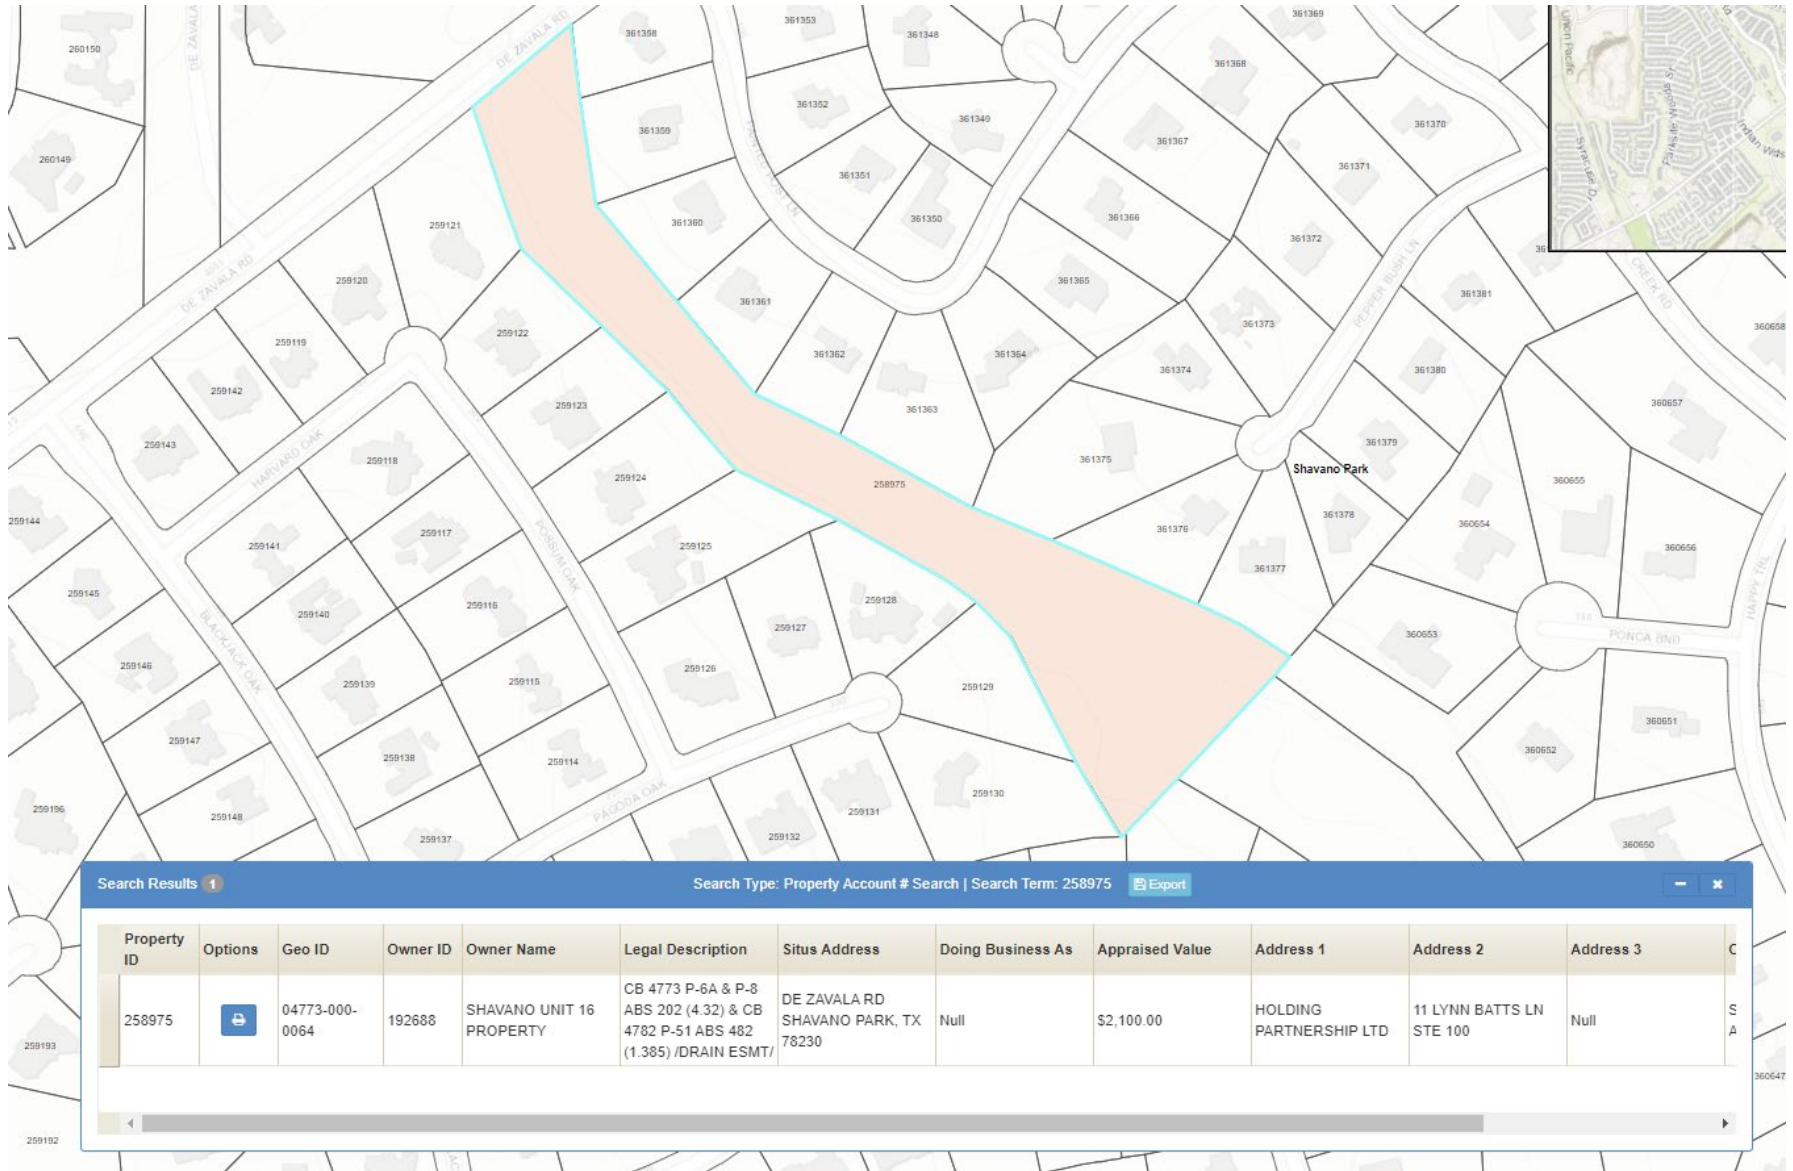 DE ZAVALA RD
361358
361353
361348
361369
260150
DE ZAVALA
361368
361352
361349
361370
361359
361367
260149
361351
361371
PAINTED POST LN
361350
361366
361360
259121
361372
DE ZAVALA RD
361365
259120
361381
CREEK RD
PEPPER BUSH LN
361361
361373
360658
259122
259119
361362
361364
361374
361380
259142
259123
361363
360657
259143
HARVARD OAK
259118
361375
361379
Shavano Park
259124
258975
360655
259144
361376
361378
360654
259117
259141
POSSUM OAK
259125
360656
361377
259145
259128
259140
259116
259127
360653
PONCA BND
HAPPY TRL
BLACKJACK OAK
259146
259126
259139
259115
259129
360651
259147
360652
259138
259114
259130
PAGODA OAK
259196
259148
259131
259137
259132
360650
Union Pacific
Parkside Woods St
Syracuse D
Indian Wds
Search Results 1
Search Type: Property Account # Search | Search Term: 258975
Export
Property ID
Options
Geo ID
Owner ID
Owner Name
Legal Description
Situs Address
Doing Business As
Appraised Value
Address 1
Address 2
Address 3
C
258975
04773-000-
0064
192688
SHAVANO UNIT 16
PROPERTY
CB 4773 P-6A & P-8
ABS 202 (4.32) & CB
4782 P-51 ABS 482
(1.385) /DRAIN ESMT/
DE ZAVALA RD
SHAVANO PARK, TX
78230
Null
$2,100.00
HOLDING
PARTNERSHIP LTD
11 LYNN BATTS LN
STE 100
Null
S
A
259193
360647
259192